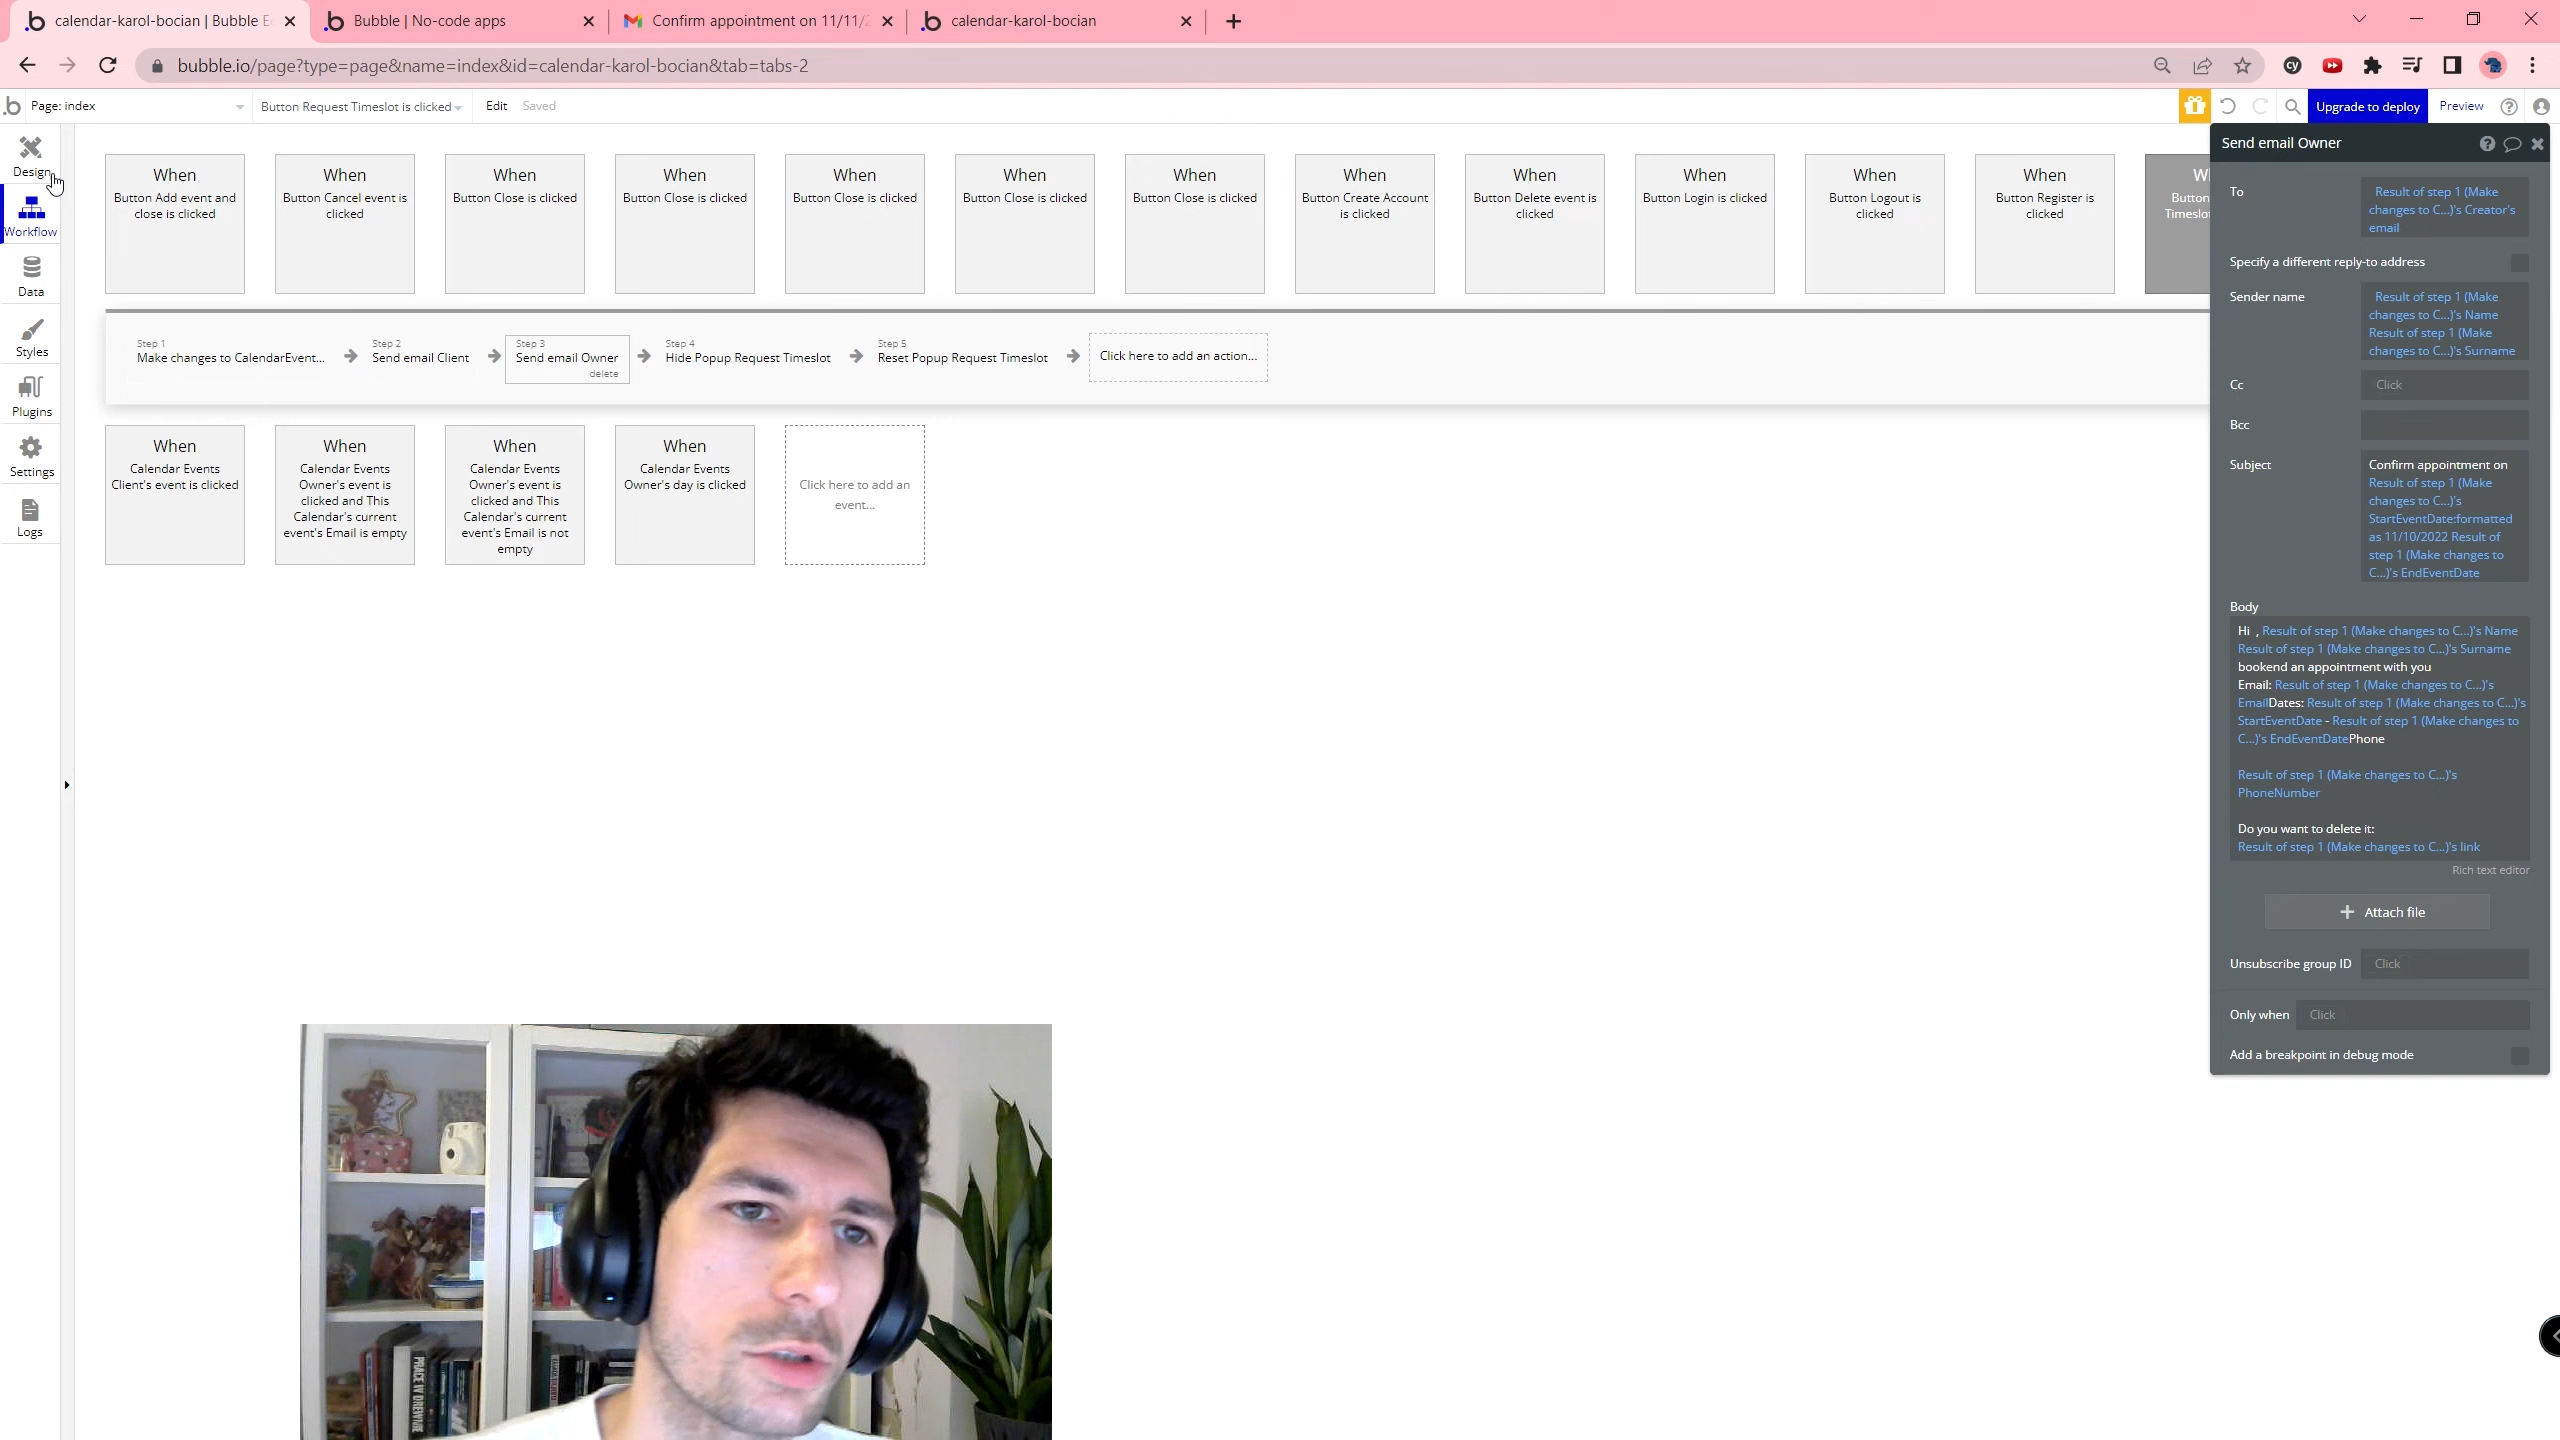 calendar-karol-bocian | Bubble E
Bubble | No-code apps
Confirm appointment on 11/11/2
calendar-karol-bocian
bubble.io/page?type=page&name=index&id=calendar-karol-bocian&tab=tabs-2
Page: index
Button Request Timeslot is clicked
Edit
Saved
Upgrade to deploy
Preview
Design
Workflow
Data
Styles
Plugins
Settings
Logs
When
Button Add event and
close is clicked
When
Button Cancel event is
clicked
When
Button Close is clicked
When
Button Close is clicked
When
Button Close is clicked
When
Button Close is clicked
When
Button Close is clicked
When
Button Create Account
is clicked
When
Button Delete event is
clicked
When
Button Login is clicked
When
Button Logout is
clicked
When
Button Register is
clicked
W
Button
Timeslo
Step 1
Make changes to CalendarEvent...
Step 2
Send email Client
Step 3
Send email Owner
delete
Step 4
Hide Popup Request Timeslot
Step 5
Reset Popup Request Timeslot
Click here to add an action...
When
Calendar Events
Client's event is clicked
When
Calendar Events
Owner's event is
clicked and This
Calendar's current
event's Email is empty
When
Calendar Events
Owner's event is
clicked and This
Calendar's current
event's Email is not
empty
When
Calendar Events
Owner's day is clicked
Click here to add an
event...
Send email Owner
To
Result of step 1 (Make
changes to C...)'s Creator's
email
Specify a different reply-to address
Sender name
Result of step 1 (Make
changes to C...)'s Name
Result of step 1 (Make
changes to C...)'s Surname
Cc
Click
Bcc
Subject
Confirm appointment on
Result of step 1 (Make
changes to C...)'s
StartEventDate:formatted
as 11/10/2022 Result of
step 1 (Make changes to
C...)'s EndEventDate
Body
Hi , Result of step 1 (Make changes to C...)'s Name
Result of step 1 (Make changes to C...)'s Surname
bookend an appointment with you
Email: Result of step 1 (Make changes to C...)'s
EmailDates: Result of step 1 (Make changes to C...)'s
StartEventDate - Result of step 1 (Make changes to
C...)'s EndEventDatePhone
Result of step 1 (Make changes to C...)'s
PhoneNumber
Do you want to delete it:
Result of step 1 (Make changes to C...)'s link
Rich text editor
Attach file
Unsubscribe group ID
Click
Only when
Click
Add a breakpoint in debug mode